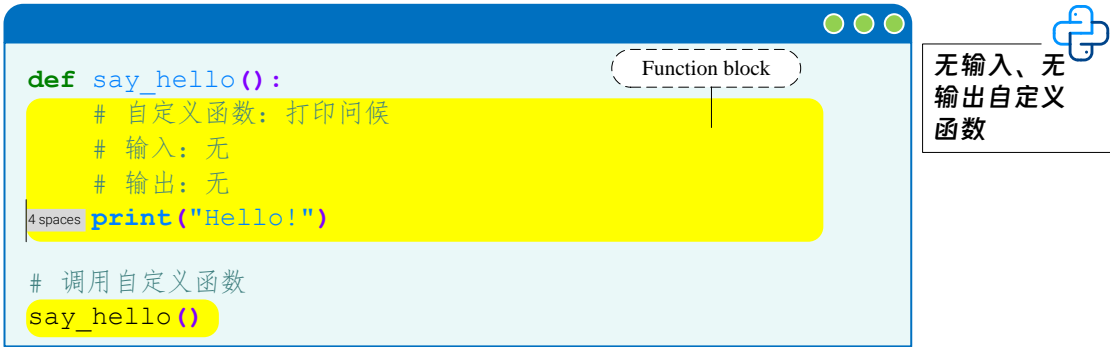 def say_hello():
Function block
# 自定义函数：打印问候
# 输入：无
# 输出：无
4 spaces print("Hello!")
# 调用自定义函数
say_hello()
无输入、无
输出自定义
函数